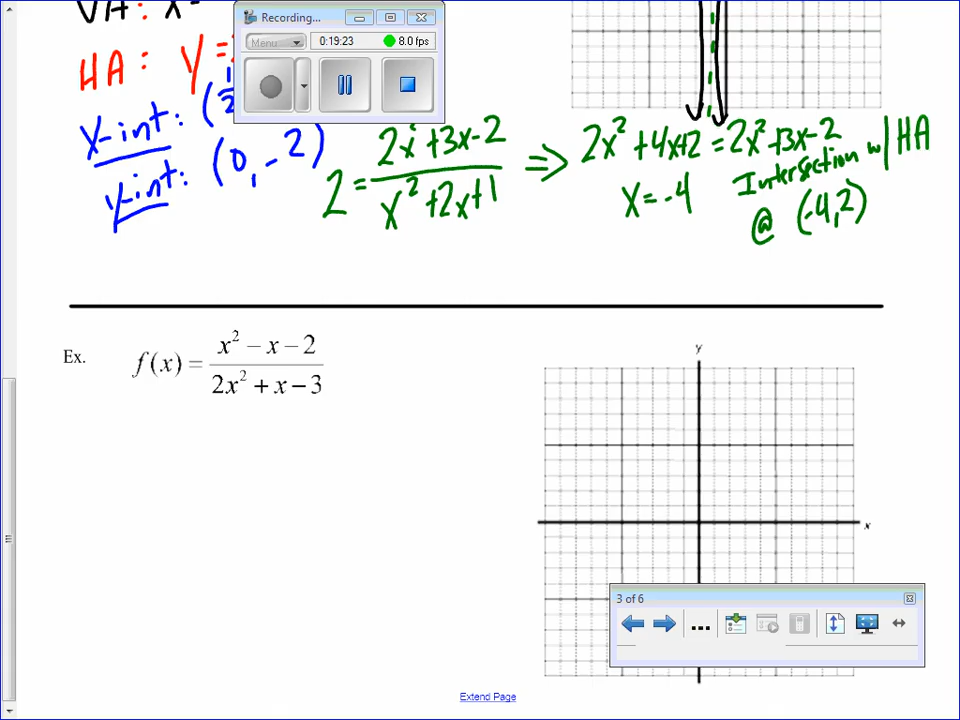 VA: X-
Recording...
Menu
0:19:23
8.0 fps
HA: Y=
X-int: (
y-int: (0,-2)
2 = 2x²+3x-2 / x²+2x+1 => 2x²+4x+2 = 2x²+3x-2
X=-4
Intersection w/ HA
@ (-4,2)
Ex. f(x) = x² − x − 2 / 2x² + x − 3
y
x
3 of 6
...
Extend Page